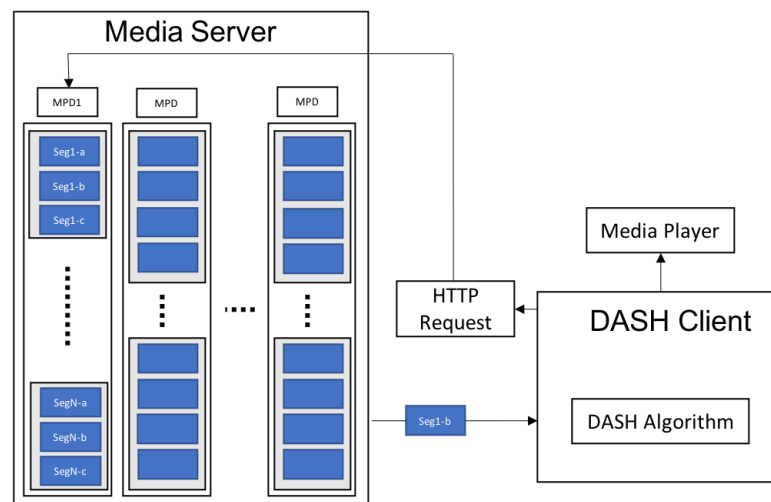 Media Server
MPD1
MPD
MPD
Seg1-a
Seg1-b
Seg1-c
SegN-a
SegN-b
SegN-c
HTTP
Request
Seg1-b
Media Player
DASH Client
DASH Algorithm